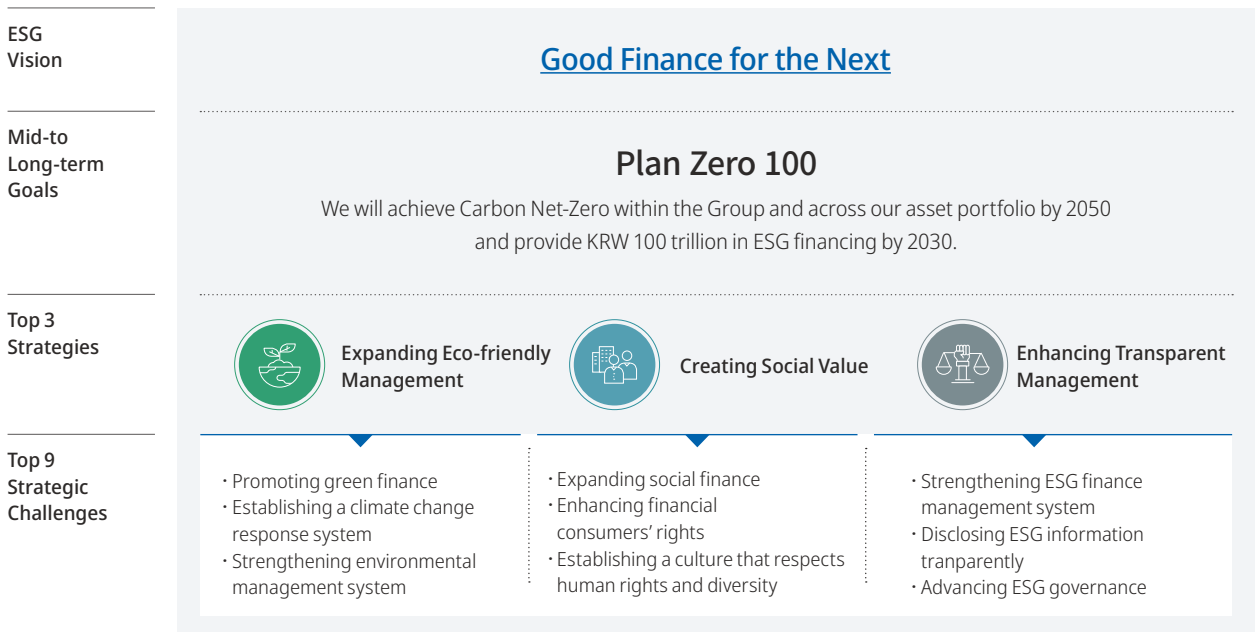 ESG
Vision
Good Finance for the Next
Mid-to
Long-term
Goals
Plan Zero 100
We will achieve Carbon Net-Zero within the Group and across our asset portfolio by 2050
and provide KRW 100 trillion in ESG financing by 2030.
Top 3
Strategies
Expanding Eco-friendly
Management
Creating Social Value
Enhancing Transparent
Management
Top 9
Strategic
Challenges
· Promoting green finance
· Establishing a climate change
response system
· Strengthening environmental
management system
· Expanding social finance
· Enhancing financial
consumers’ rights
· Establishing a culture that respects
human rights and diversity
· Strengthening ESG finance
management system
· Disclosing ESG information
tranparently
· Advancing ESG governance